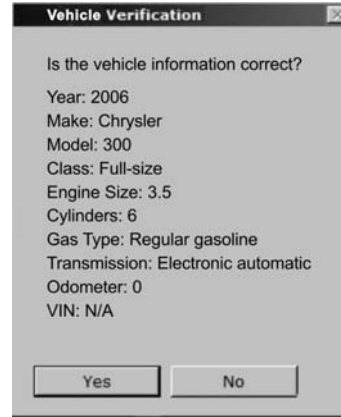 Vehicle Verification
Is the vehicle information correct?
Year: 2006
Make: Chrysler
Model: 300
Class: Full-size
Engine Size: 3.5
Cylinders: 6
Gas Type: Regular gasoline
Transmission: Electronic automatic
Odometer: 0
VIN: N/A
Yes
No